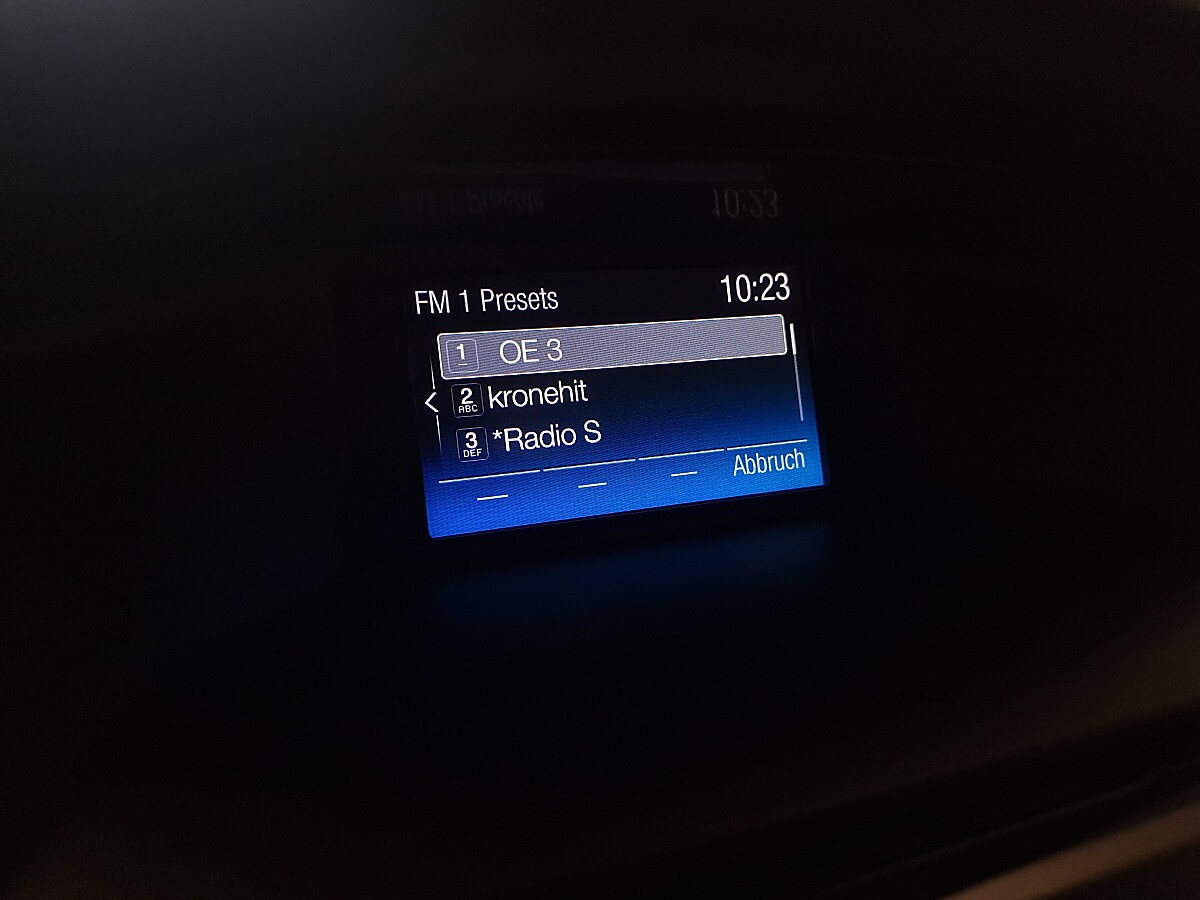 FM 1 Presets 10:23
1 OE 3
2 ABC kronehit
3 DEF *Radio S
Abbruch